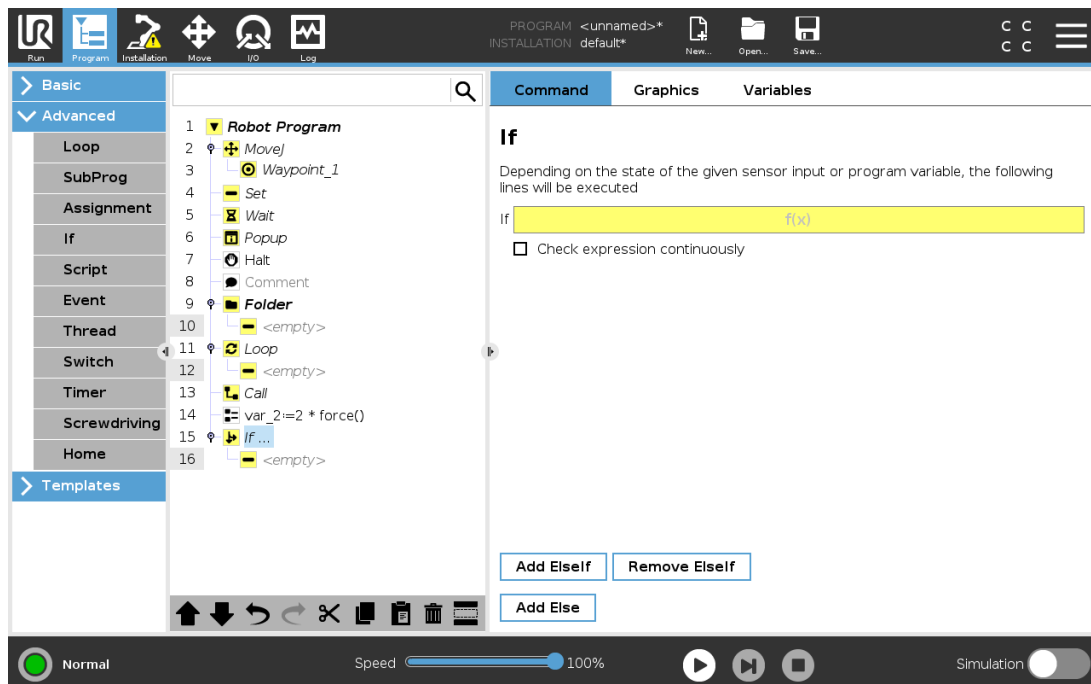 PROGRAM <unnamed>*
INSTALLATION default*
UR
Run
Program
Installation
Move
I/O
Log
New...
Open...
Save...
C C
C C
Basic
Advanced
Loop
SubProg
Assignment
If
Script
Event
Thread
Switch
Timer
Screwdriving
Home
Templates
1 Robot Program
2 MoveJ
3 Waypoint_1
4 Set
5 Wait
6 Popup
7 Halt
8 Comment
9 Folder
10 <empty>
11 Loop
12 <empty>
13 Call
14 var_2:=2 * force()
15 If ...
16 <empty>
Command Graphics Variables
If
Depending on the state of the given sensor input or program variable, the following
lines will be executed
If f(x)
Check expression continuously
Add ElseIf Remove ElseIf
Add Else
Normal
Speed 100%
Simulation